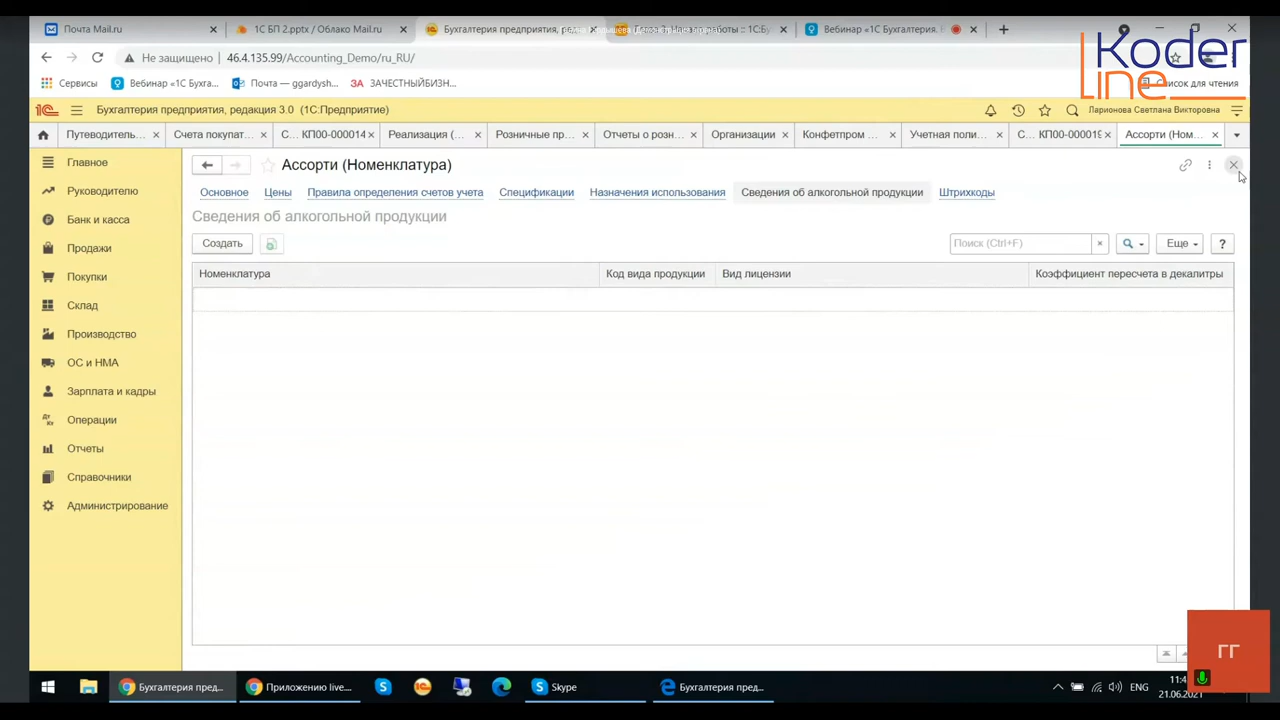 Почта Mail.ru
1С БП 2.pptx / Облако Mail.ru
Бухгалтерия предприятия,
Вебинар «1С Бухгалтерия.
Koder
line
Не защищено
46.4.135.99/Accounting_Demo/ru_RU/
Сервисы
Вебинар «1С Бухга...
Почта — ggardysh...
ЗАЧЕСТНЫЙБИЗН...
Список для чтения
Бухгалтерия предприятия, редакция 3.0 (1С:Предприятие)
Ларионова Светлана Викторовна
Путеводитель...
Счета покупат...
С... КП00-000014
Реализация (...
Розничные пр...
Отчеты о розн...
Организации
Конфетпром ...
Учетная поли...
С... КП00-000019
Ассорти (Ном...
Главное
Руководителю
Банк и касса
Продажи
Покупки
Склад
Производство
ОС и НМА
Зарплата и кадры
Операции
Отчеты
Справочники
Администрирование
Ассорти (Номенклатура)
Основное
Цены
Правила определения счетов учета
Спецификации
Назначения использования
Сведения об алкогольной продукции
Штрихкоды
Сведения об алкогольной продукции
Создать
Поиск (Ctrl+F)
Еще
?
Номенклатура
Код вида продукции
Вид лицензии
Коэффициент пересчета в декалитры
ГГ
Бухгалтерия пред...
Приложению live....
Skype
Бухгалтерия пред...
ENG
21.06.202